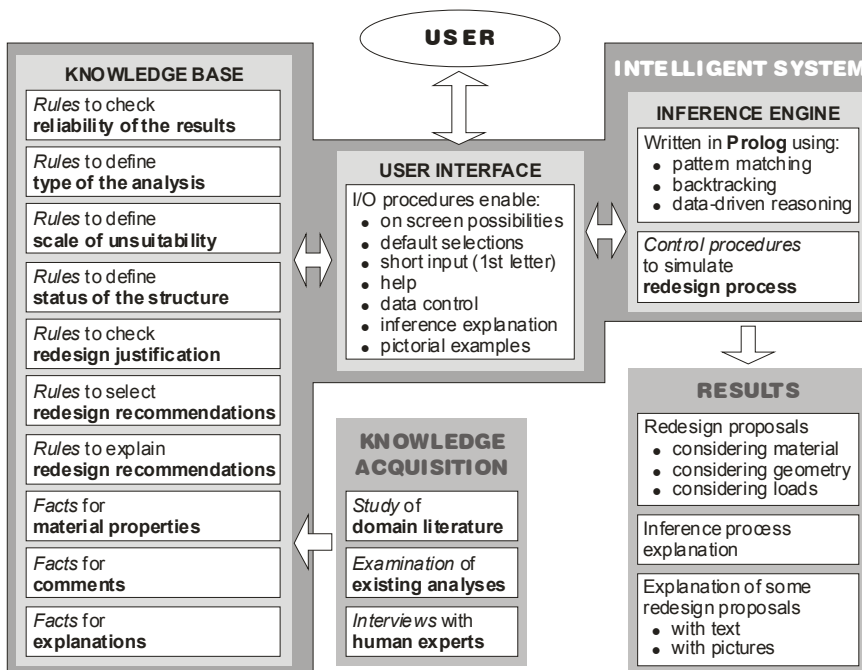 USER
KNOWLEDGE BASE
Rules to check
reliability of the results
Rules to define
type of the analysis
Rules to define
scale of unsuitability
Rules to define
status of the structure
Rules to check
redesign justification
Rules to select
redesign recommendations
Rules to explain
redesign recommendations
Facts for
material properties
Facts for
comments
Facts for
explanations
USER INTERFACE
I/O procedures enable:
• on screen possibilities
• default selections
• short input (1st letter)
• help
• data control
• inference explanation
• pictorial examples
KNOWLEDGE
ACQUISITION
Study of
domain literature
Examination of
existing analyses
Interviews with
human experts
INTELLIGENT SYSTEM
INFERENCE ENGINE
Written in Prolog using:
• pattern matching
• backtracking
• data-driven reasoning
Control procedures
to simulate
redesign process
RESULTS
Redesign proposals
• considering material
• considering geometry
• considering loads
Inference process
explanation
Explanation of some
redesign proposals
• with text
• with pictures